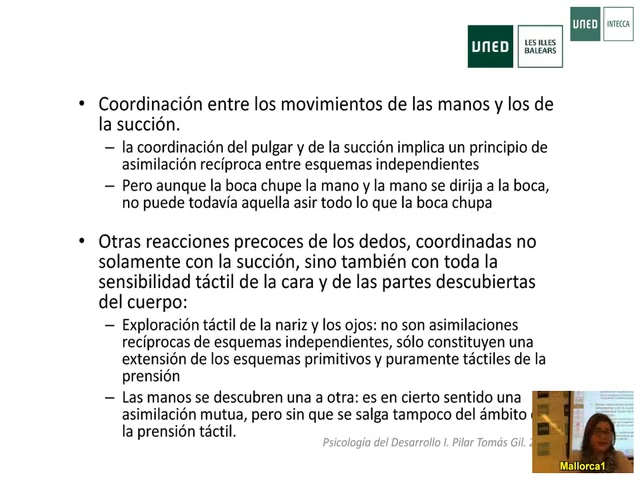 UNED
INTECCA
UNED
LES ILLES
BALEARS
• Coordinación entre los movimientos de las manos y los de
la succión.
– la coordinación del pulgar y de la succión implica un principio de
asimilación recíproca entre esquemas independientes
– Pero aunque la boca chupe la mano y la mano se dirija a la boca,
no puede todavía aquella asir todo lo que la boca chupa
• Otras reacciones precoces de los dedos, coordinadas no
solamente con la succión, sino también con toda la
sensibilidad táctil de la cara y de las partes descubiertas
del cuerpo:
– Exploración táctil de la nariz y los ojos: no son asimilaciones
recíprocas de esquemas independientes, sólo constituyen una
extensión de los esquemas primitivos y puramente táctiles de la
prensión
– Las manos se descubren una a otra: es en cierto sentido una
asimilación mutua, pero sin que se salga tampoco del ámbito
la prensión táctil.
Psicología del Desarrollo I. Pilar Tomás Gil.
Mallorca1